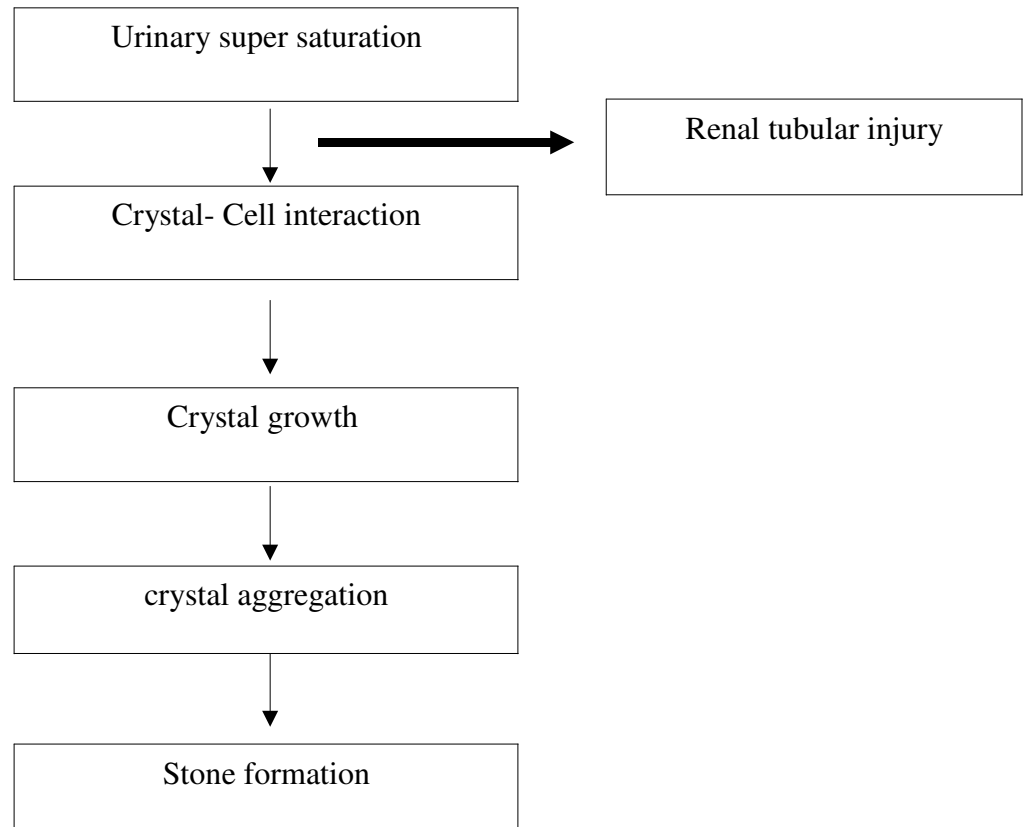 Urinary super saturation
Renal tubular injury
Crystal- Cell interaction
Crystal growth
crystal aggregation
Stone formation